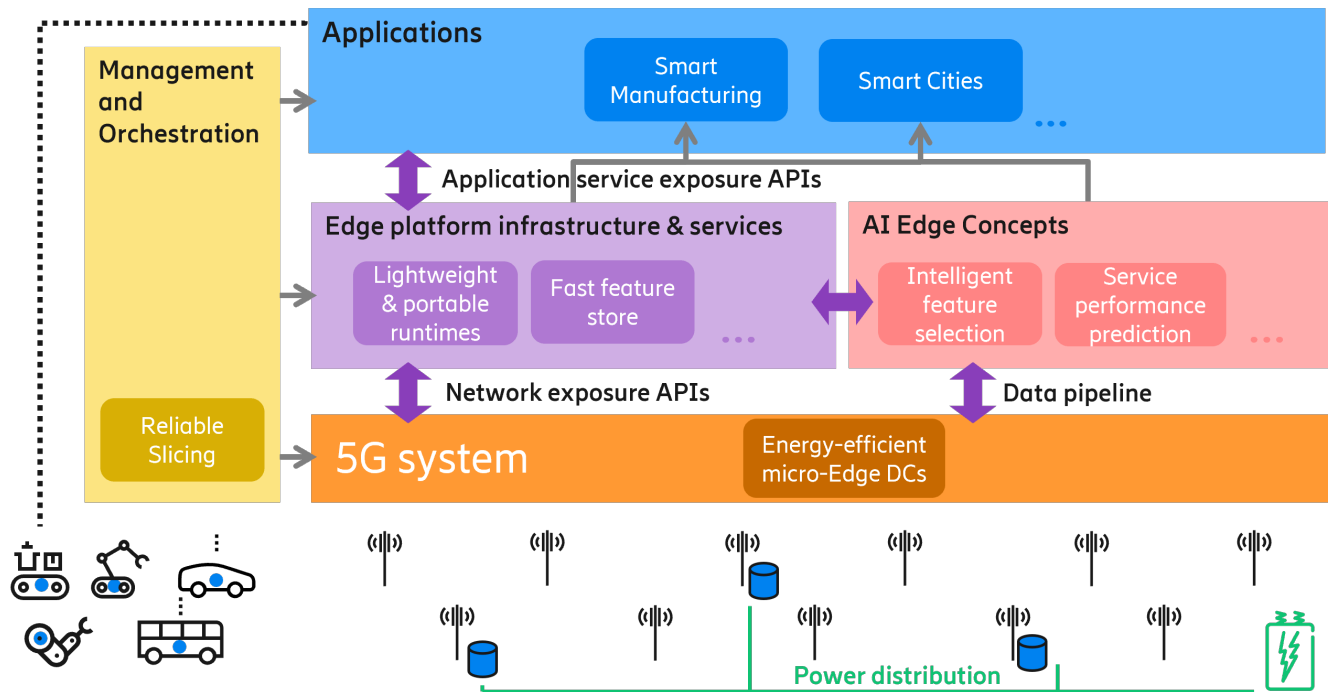 Applications
Management
and
Orchestration
Smart
Manufacturing
Smart Cities
...
Application service exposure APIs
Edge platform infrastructure & services
Lightweight
& portable
runtimes
Fast feature
store
...
AI Edge Concepts
Intelligent
feature
selection
Service
performance
prediction
...
Network exposure APIs
Data pipeline
Reliable
Slicing
5G system
Energy-efficient
micro-Edge DCs
Power distribution